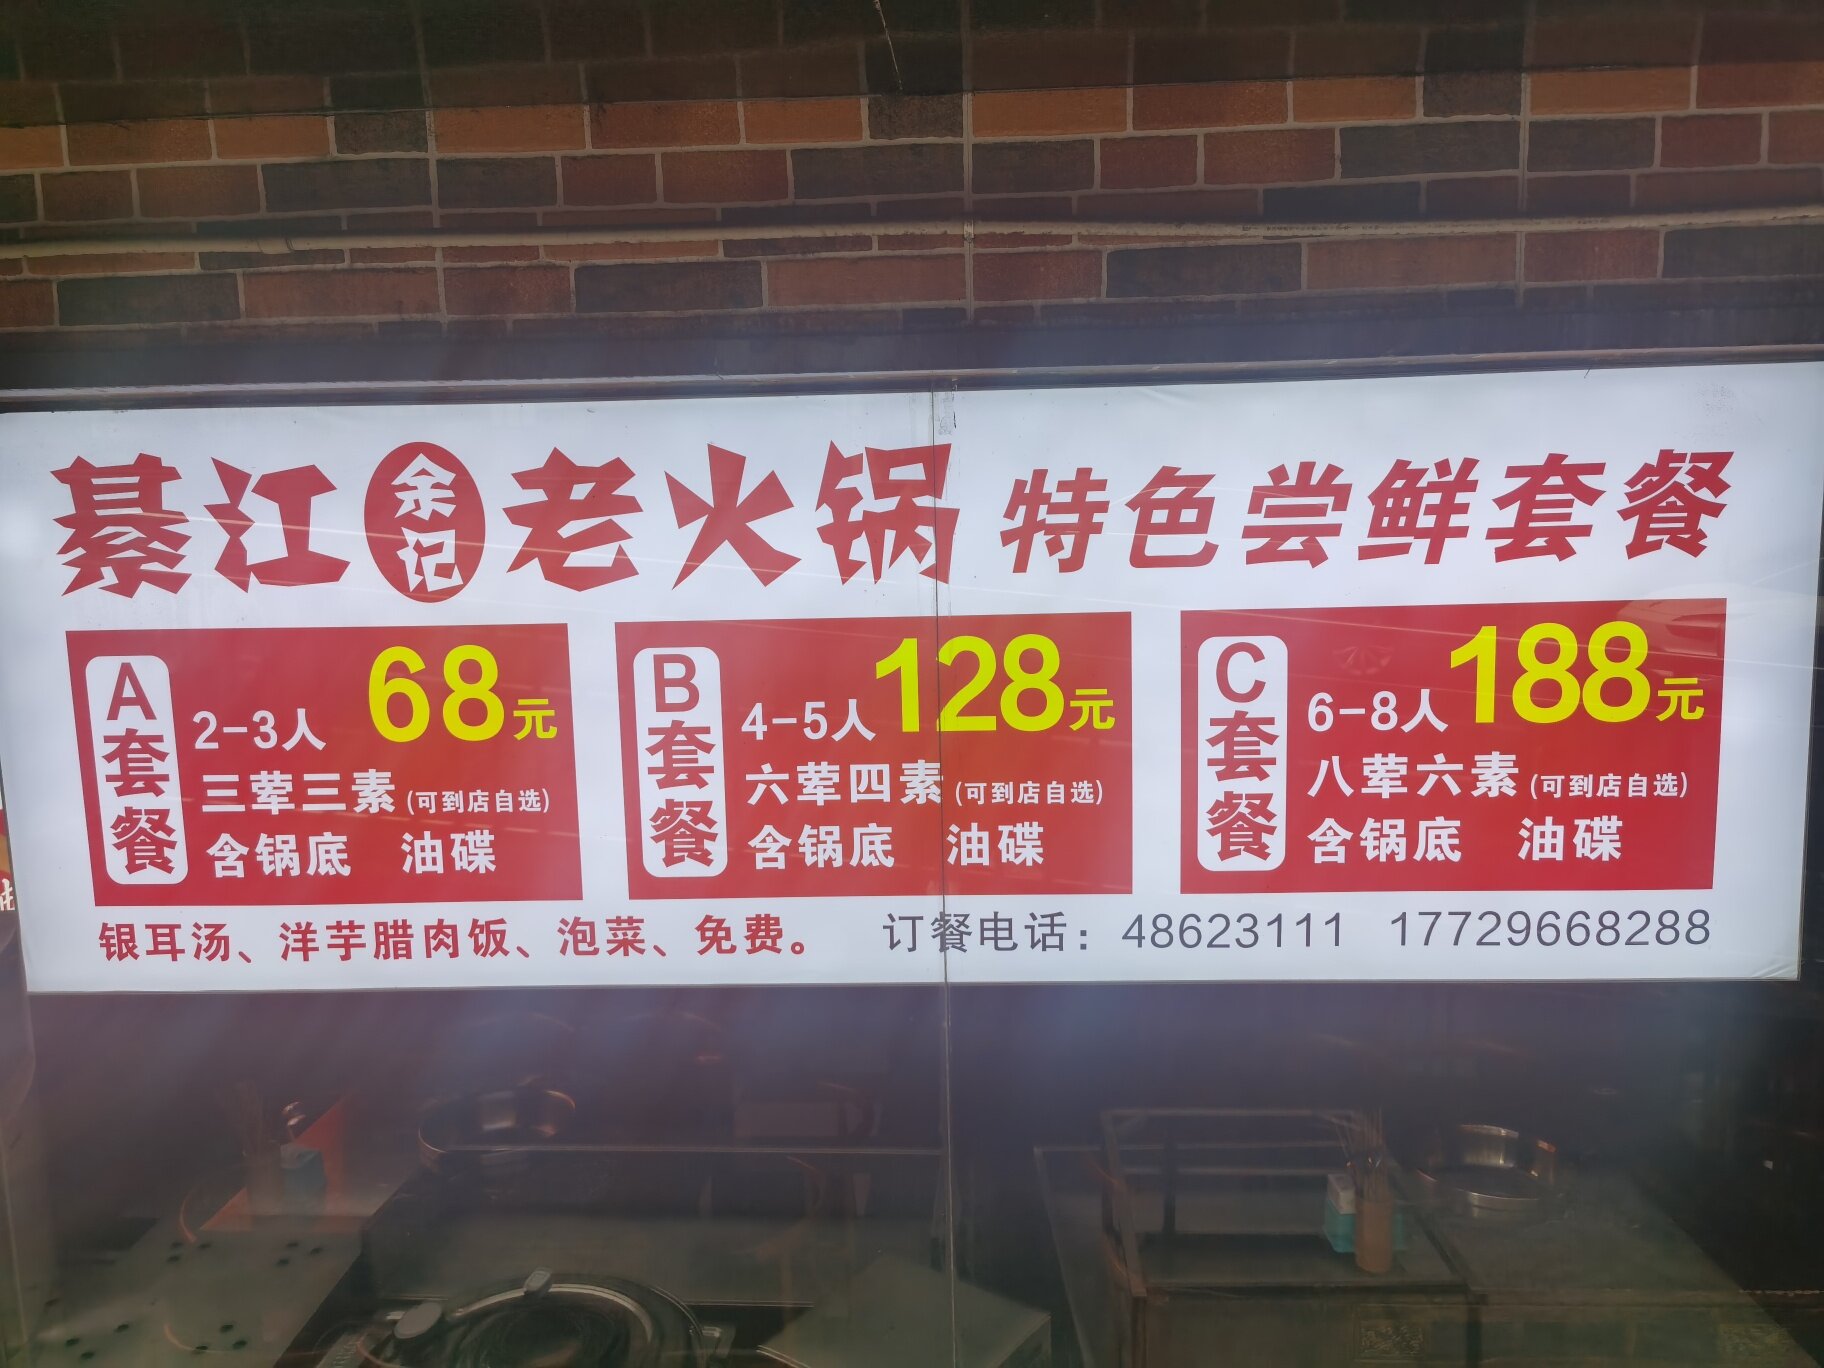 綦江余记老火锅 特色尝鲜套餐
A套餐
2-3人 68元
三荤三素(可到店自选)
含锅底 油碟
B套餐
4-5人 128元
六荤四素(可到店自选)
含锅底 油碟
C套餐
6-8人 188元
八荤六素(可到店自选)
含锅底 油碟
银耳汤、洋芋腊肉饭、泡菜、免费。 订餐电话：48623111 17729668288